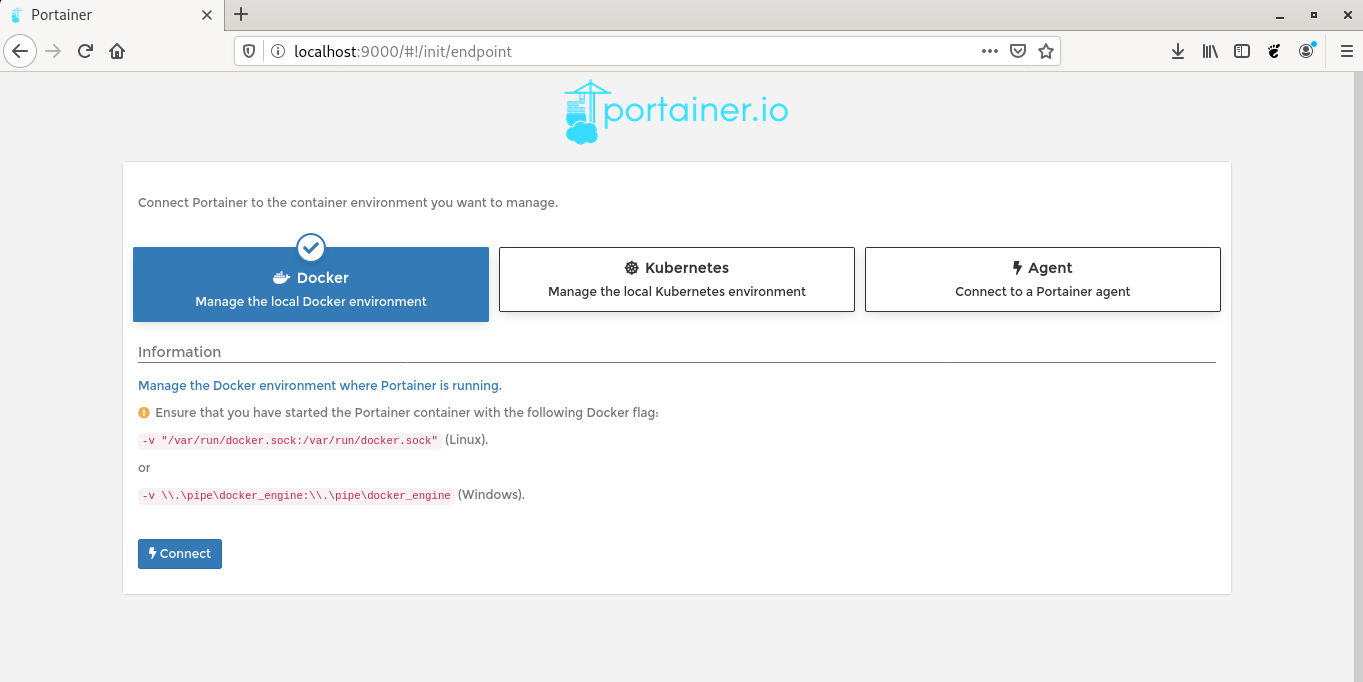 Portainer
localhost:9000/#!/init/endpoint
portainer.io
Connect Portainer to the container environment you want to manage.
Docker
Manage the local Docker environment
Kubernetes
Manage the local Kubernetes environment
Agent
Connect to a Portainer agent
Information
Manage the Docker environment where Portainer is running.
Ensure that you have started the Portainer container with the following Docker flag:
-v "/var/run/docker.sock:/var/run/docker.sock" (Linux).
or
-v \\.\pipe\docker_engine:\\.\pipe\docker_engine (Windows).
Connect